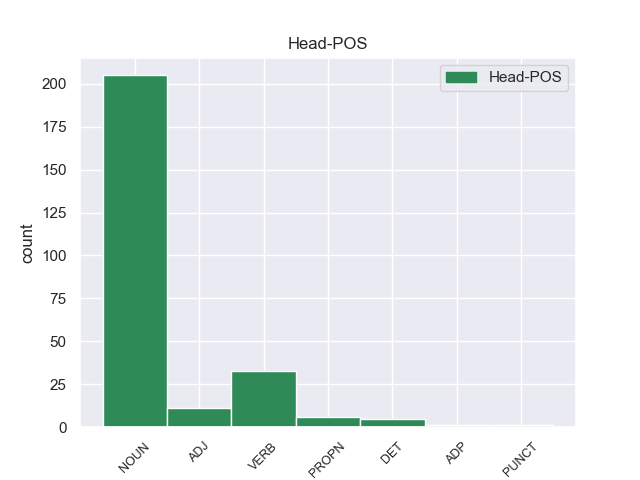 Head-POS
Head-POS
200
175
150
125
100
75
50
25
0
count
NOUN
ADJ
VERB
PROPN
DET
ADP
PUNCT